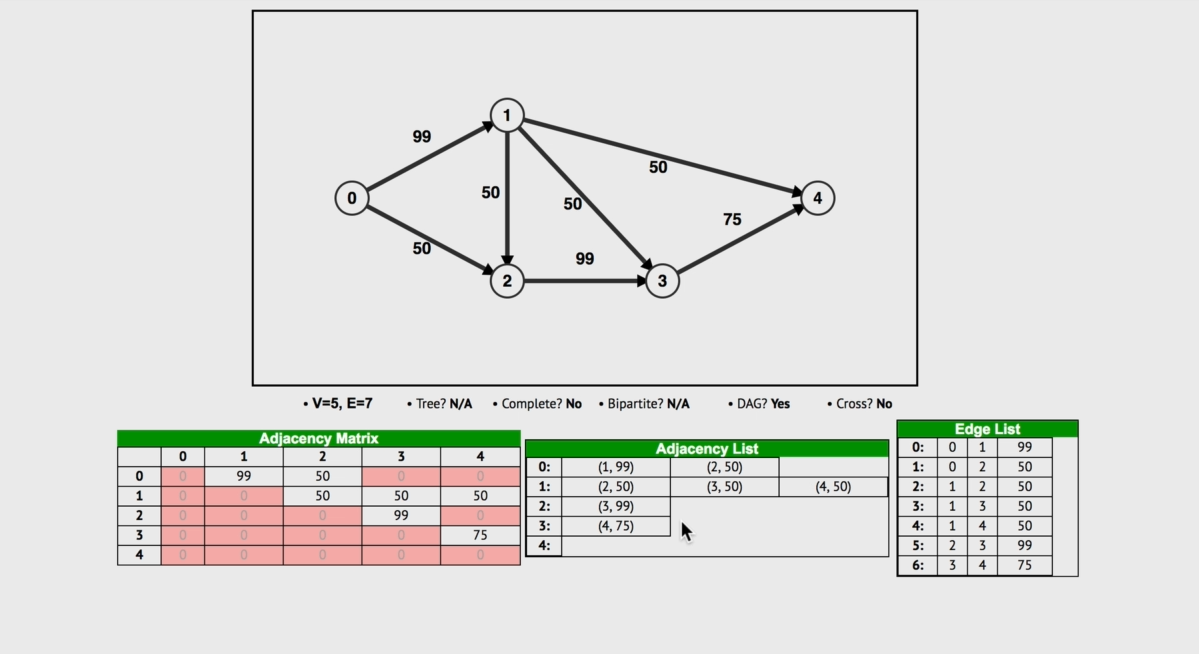 1
99
50
0
50
50
4
75
50
99
2
3
• V=5, E=7 • Tree? N/A • Complete? No • Bipartite? N/A • DAG? Yes • Cross? No
Adjacency Matrix
0 1 2 3 4
0 0 99 50 0 0
1 0 0 50 50 50
2 0 0 0 99 0
3 0 0 0 0 75
4 0 0 0 0 0
Adjacency List
0: (1, 99) (2, 50)
1: (2, 50) (3, 50) (4, 50)
2: (3, 99)
3: (4, 75)
4:
Edge List
0: 0 1 99
1: 0 2 50
2: 1 2 50
3: 1 3 50
4: 1 4 50
5: 2 3 99
6: 3 4 75